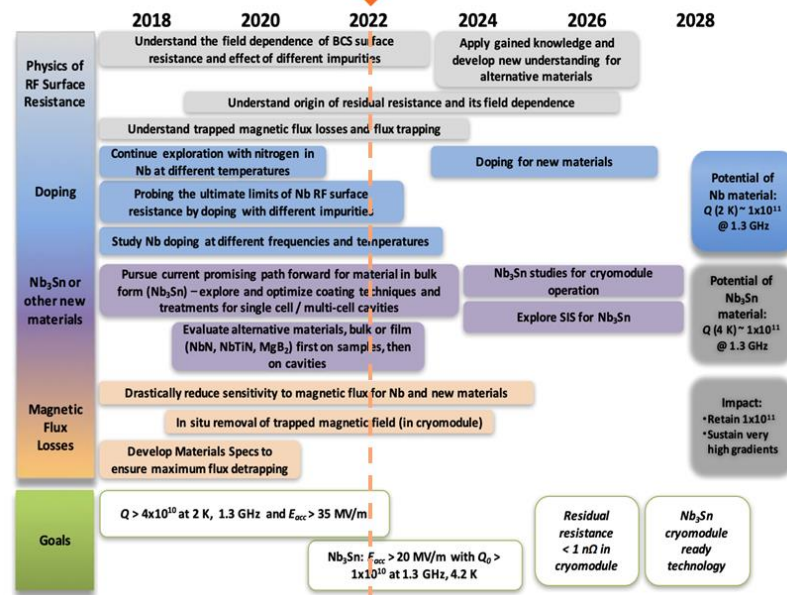 2018 2020 2022 2024 2026 2028
Physics of
RF Surface
Resistance
Understand the field dependence of BCS surface
resistance and effect of different impurities
Apply gained knowledge and
develop new understanding for
alternative materials
Understand origin of residual resistance and its field dependence
Understand trapped magnetic flux losses and flux trapping
Doping
Continue exploration with nitrogen in
Nb at different temperatures
Doping for new materials
Probing the ultimate limits of Nb RF surface
resistance by doping with different impurities
Study Nb doping at different frequencies and temperatures
Potential of
Nb material:
Q (2 K) ~ 1x10¹¹
@ 1.3 GHz
Nb₃Sn or
other new
materials
Pursue current promising path forward for material in bulk
form (Nb₃Sn) – explore and optimize coating techniques and
treatments for single cell / multi-cell cavities
Nb₃Sn studies for cryomodule
operation
Explore SIS for Nb₃Sn
Evaluate alternative materials, bulk or film
(NbN, NbTiN, MgB₂) first on samples, then
on cavities
Potential of
Nb₃Sn
material:
Q (4 K) ~ 1x10¹¹
@ 1.3 GHz
Magnetic
Flux
Losses
Drastically reduce sensitivity to magnetic flux for Nb and new materials
In situ removal of trapped magnetic field (in cryomodule)
Develop Materials Specs to
ensure maximum flux detrapping
Impact:
• Retain 1x10¹¹
• Sustain very
high gradients
Goals
Q > 4x10¹⁰ at 2 K, 1.3 GHz and Eacc > 35 MV/m
Nb₃Sn: Eacc > 20 MV/m with Q₀ >
1x10¹⁰ at 1.3 GHz, 4.2 K
Residual
resistance
< 1 nΩ in
cryomodule
Nb₃Sn
cryomodule
ready
technology